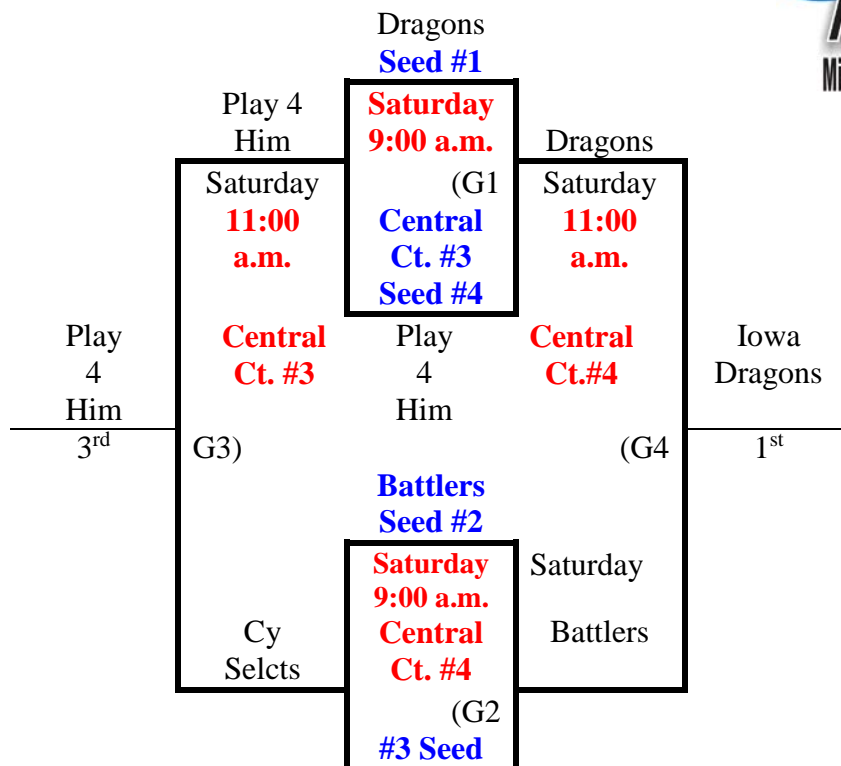 Dragons
Seed #1
Play 4
Him
Saturday
9:00 a.m.
Dragons
Saturday
11:00
a.m.
(G1
Central
Ct. #3
Seed #4
Saturday
11:00
a.m.
Play
4
Him
Central
Ct. #3
Play
4
Him
Central
Ct.#4
Iowa
Dragons
3rd
G3)
(G4
1st
Battlers
Seed #2
Saturday
9:00 a.m.
Central
Ct. #4
Saturday
Cy
Selcts
Battlers
(G2
#3 Seed